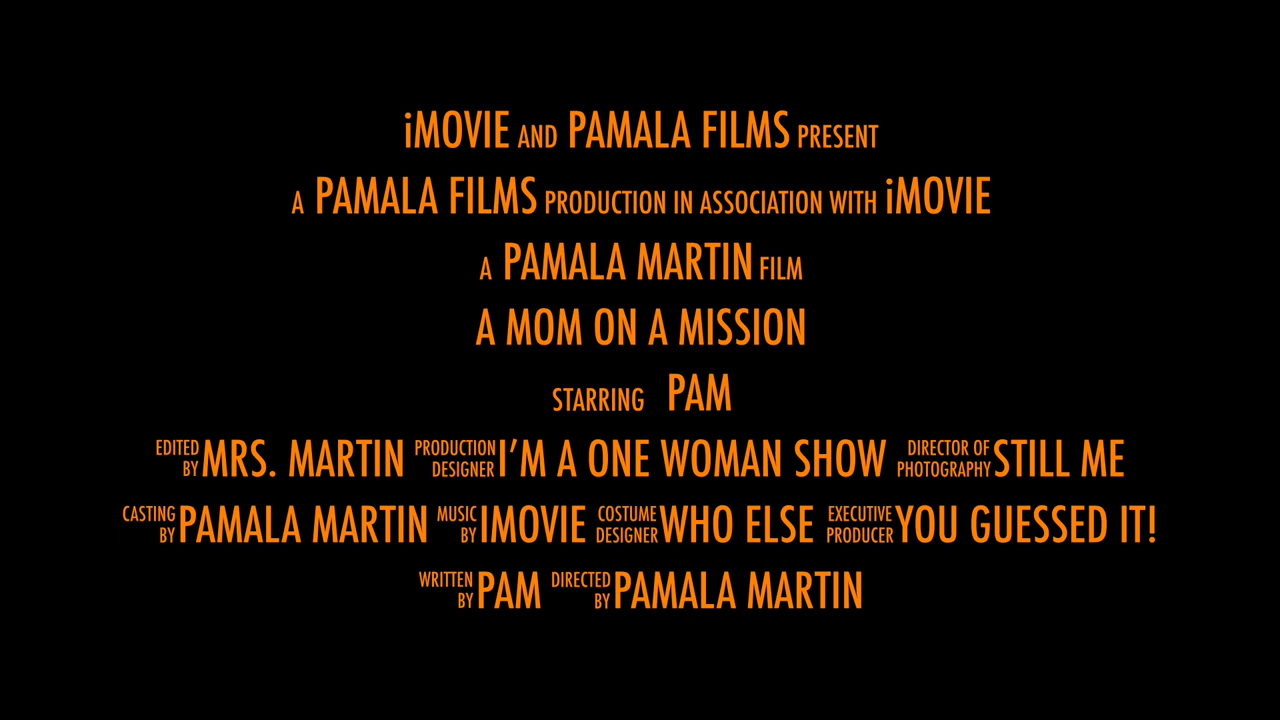 iMOVIE AND PAMALA FILMS PRESENT
A PAMALA FILMS PRODUCTION IN ASSOCIATION WITH iMOVIE
A PAMALA MARTIN FILM
A MOM ON A MISSION
STARRING PAM
EDITED BY MRS. MARTIN PRODUCTION DESIGNER I'M A ONE WOMAN SHOW DIRECTOR OF PHOTOGRAPHY STILL ME
CASTING BY PAMALA MARTIN MUSIC BY IMOVIE COSTUME DESIGNER WHO ELSE EXECUTIVE PRODUCER YOU GUESSED IT!
WRITTEN BY PAM DIRECTED BY PAMALA MARTIN